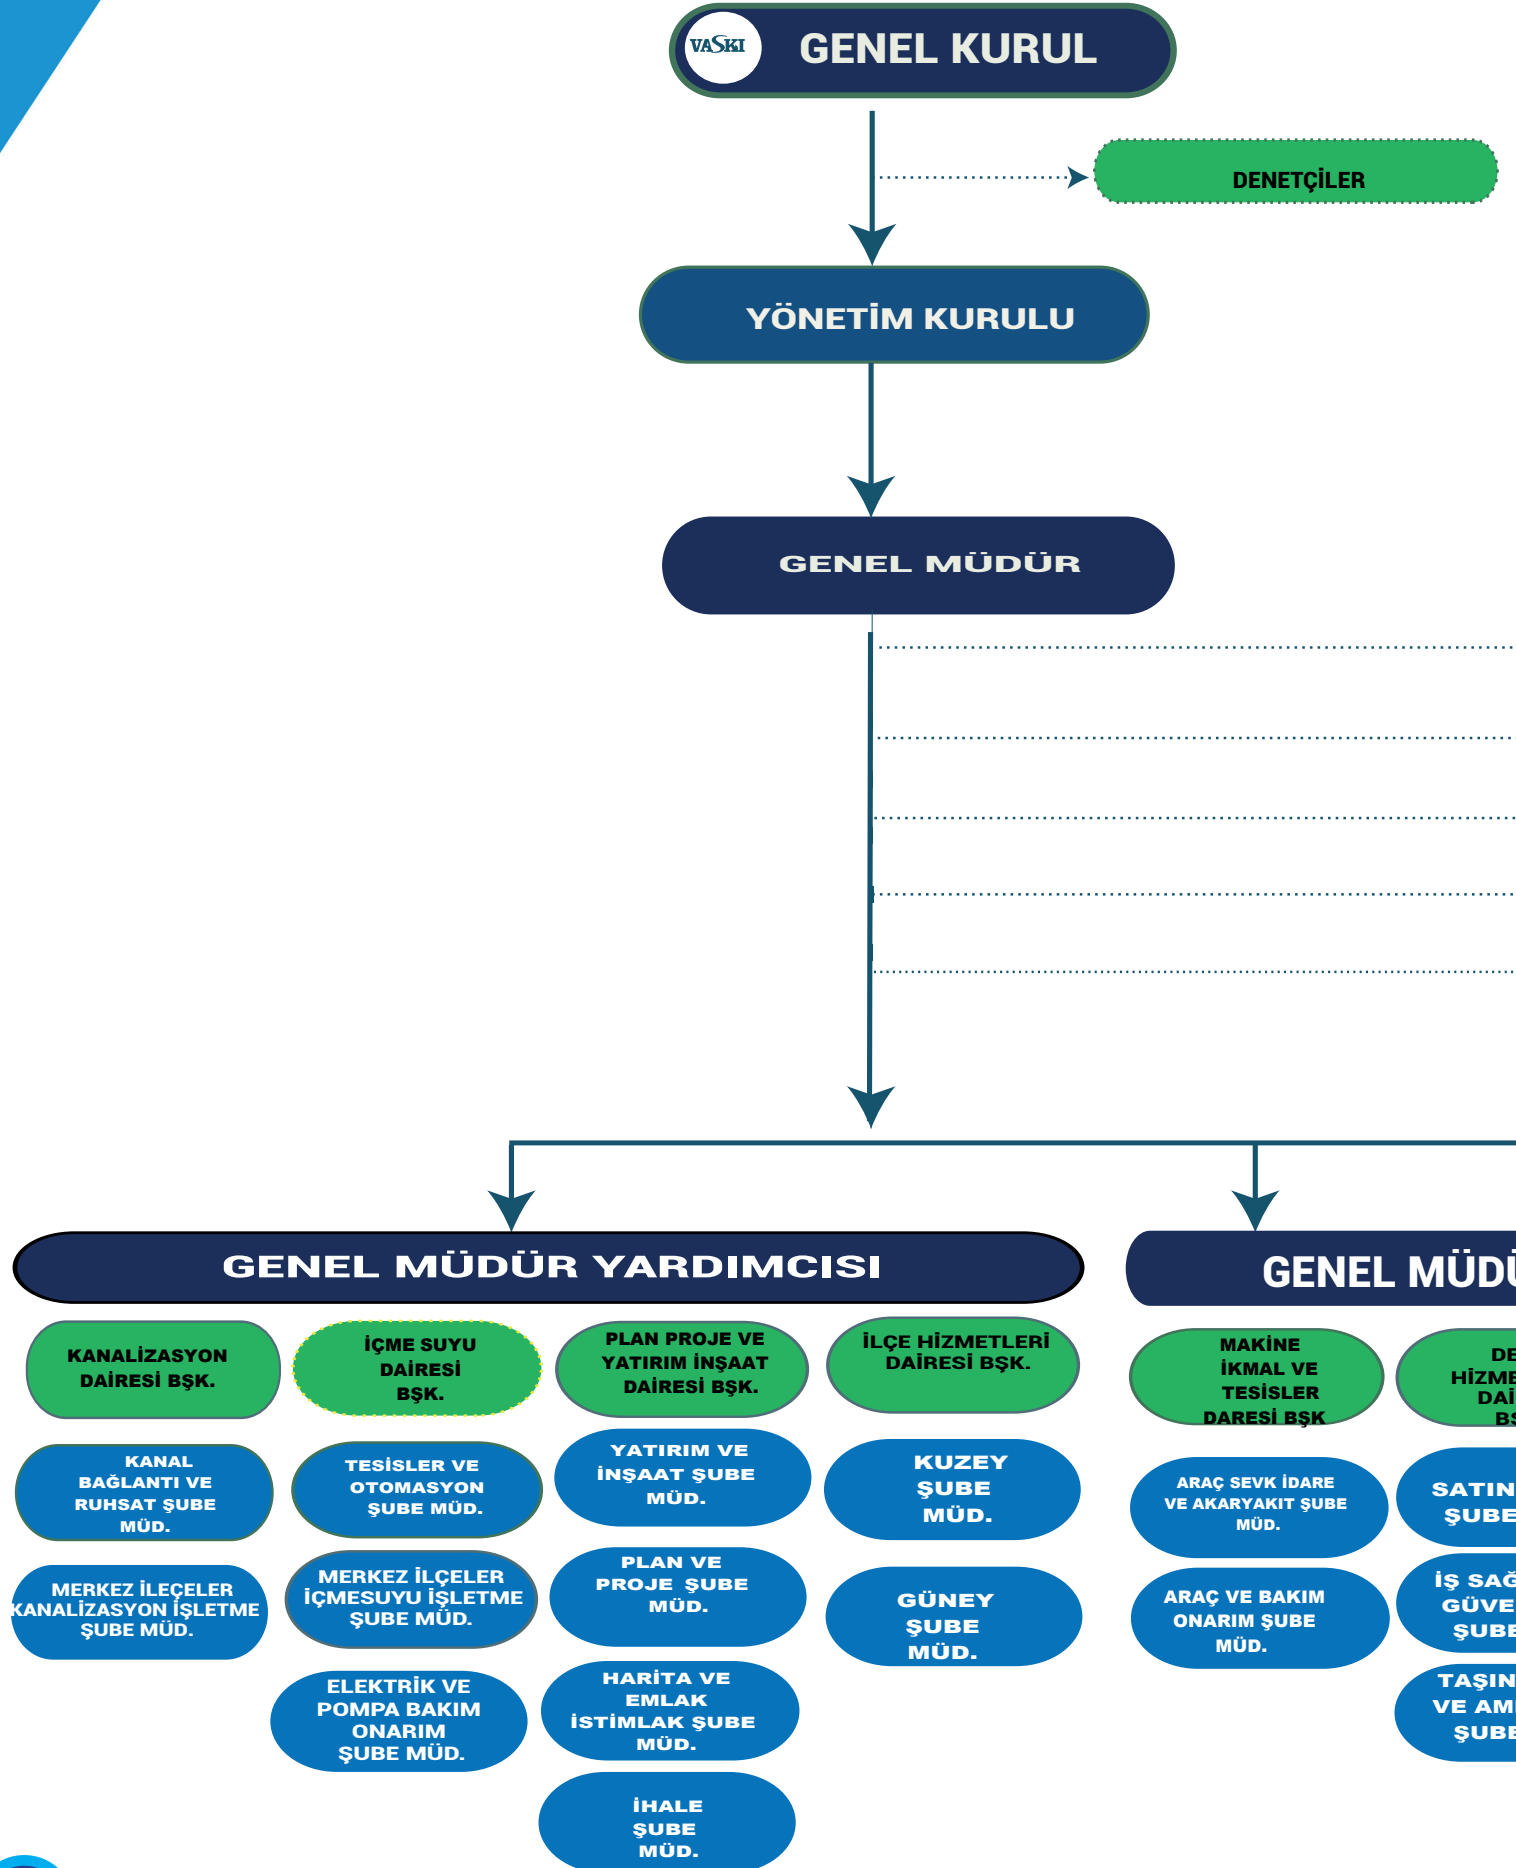 VASKI
GENEL KURUL
DENETÇİLER
YÖNETİM KURULU
GENEL MÜDÜR
GENEL MÜDÜR YARDIMCISI
KANALİZASYON
DAİRESİ BŞK.
KANAL
BAĞLANTI VE
RUHSAT ŞUBE
MÜD.
MERKEZ İLEÇELER
KANALİZASYON İŞLETME
ŞUBE MÜD.
İÇME SUYU
DAİRESİ
BŞK.
TESİSLER VE
OTOMASYON
ŞUBE MÜD.
MERKEZ İLÇELER
İÇMESUYU İŞLETME
ŞUBE MÜD.
ELEKTRİK VE
POMPA BAKIM
ONARIM
ŞUBE MÜD.
PLAN PROJE VE
YATIRIM İNŞAAT
DAİRESİ BŞK.
YATIRIM VE
İNŞAAT ŞUBE
MÜD.
PLAN VE
PROJE ŞUBE
MÜD.
HARİTA VE
EMLAK
İSTİMLAK ŞUBE
MÜD.
İHALE
ŞUBE
MÜD.
İLÇE HİZMETLERİ
DAİRESİ BŞK.
KUZEY
ŞUBE
MÜD.
GÜNEY
ŞUBE
MÜD.
GENEL
MAKİNE
İKMAL VE
TESİSLER
DARESİ BŞK
ARAÇ SEVK İDARE
VE AKARYAKIT ŞUBE
MÜD.
ARAÇ VE BAKIM
ONARIM ŞUBE
MÜD.
SATIN
ŞUBE
İŞ
ŞUBE
VE
ŞUBE